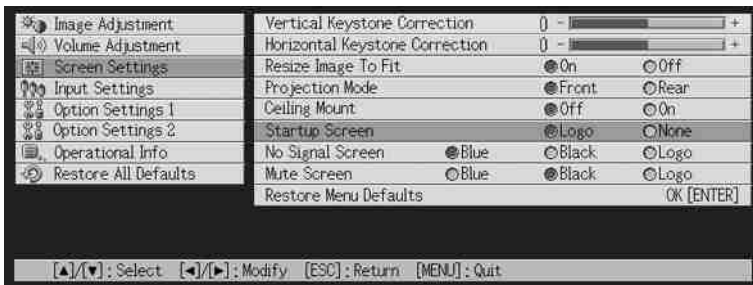 Image Adjustment
Volume Adjustment
Screen Settings
Input Settings
Option Settings 1
Option Settings 2
Operational Info
Restore All Defaults
Vertical Keystone Correction 0 - +
Horizontal Keystone Correction 0 - +
Resize Image To Fit On Off
Projection Mode Front Rear
Ceiling Mount Off On
Startup Screen Logo None
No Signal Screen Blue Black Logo
Mute Screen Blue Black Logo
Restore Menu Defaults OK [ENTER]
[▲]/[▼] : Select [◄]/[►] : Modify [ESC] : Return [MENU] : Quit